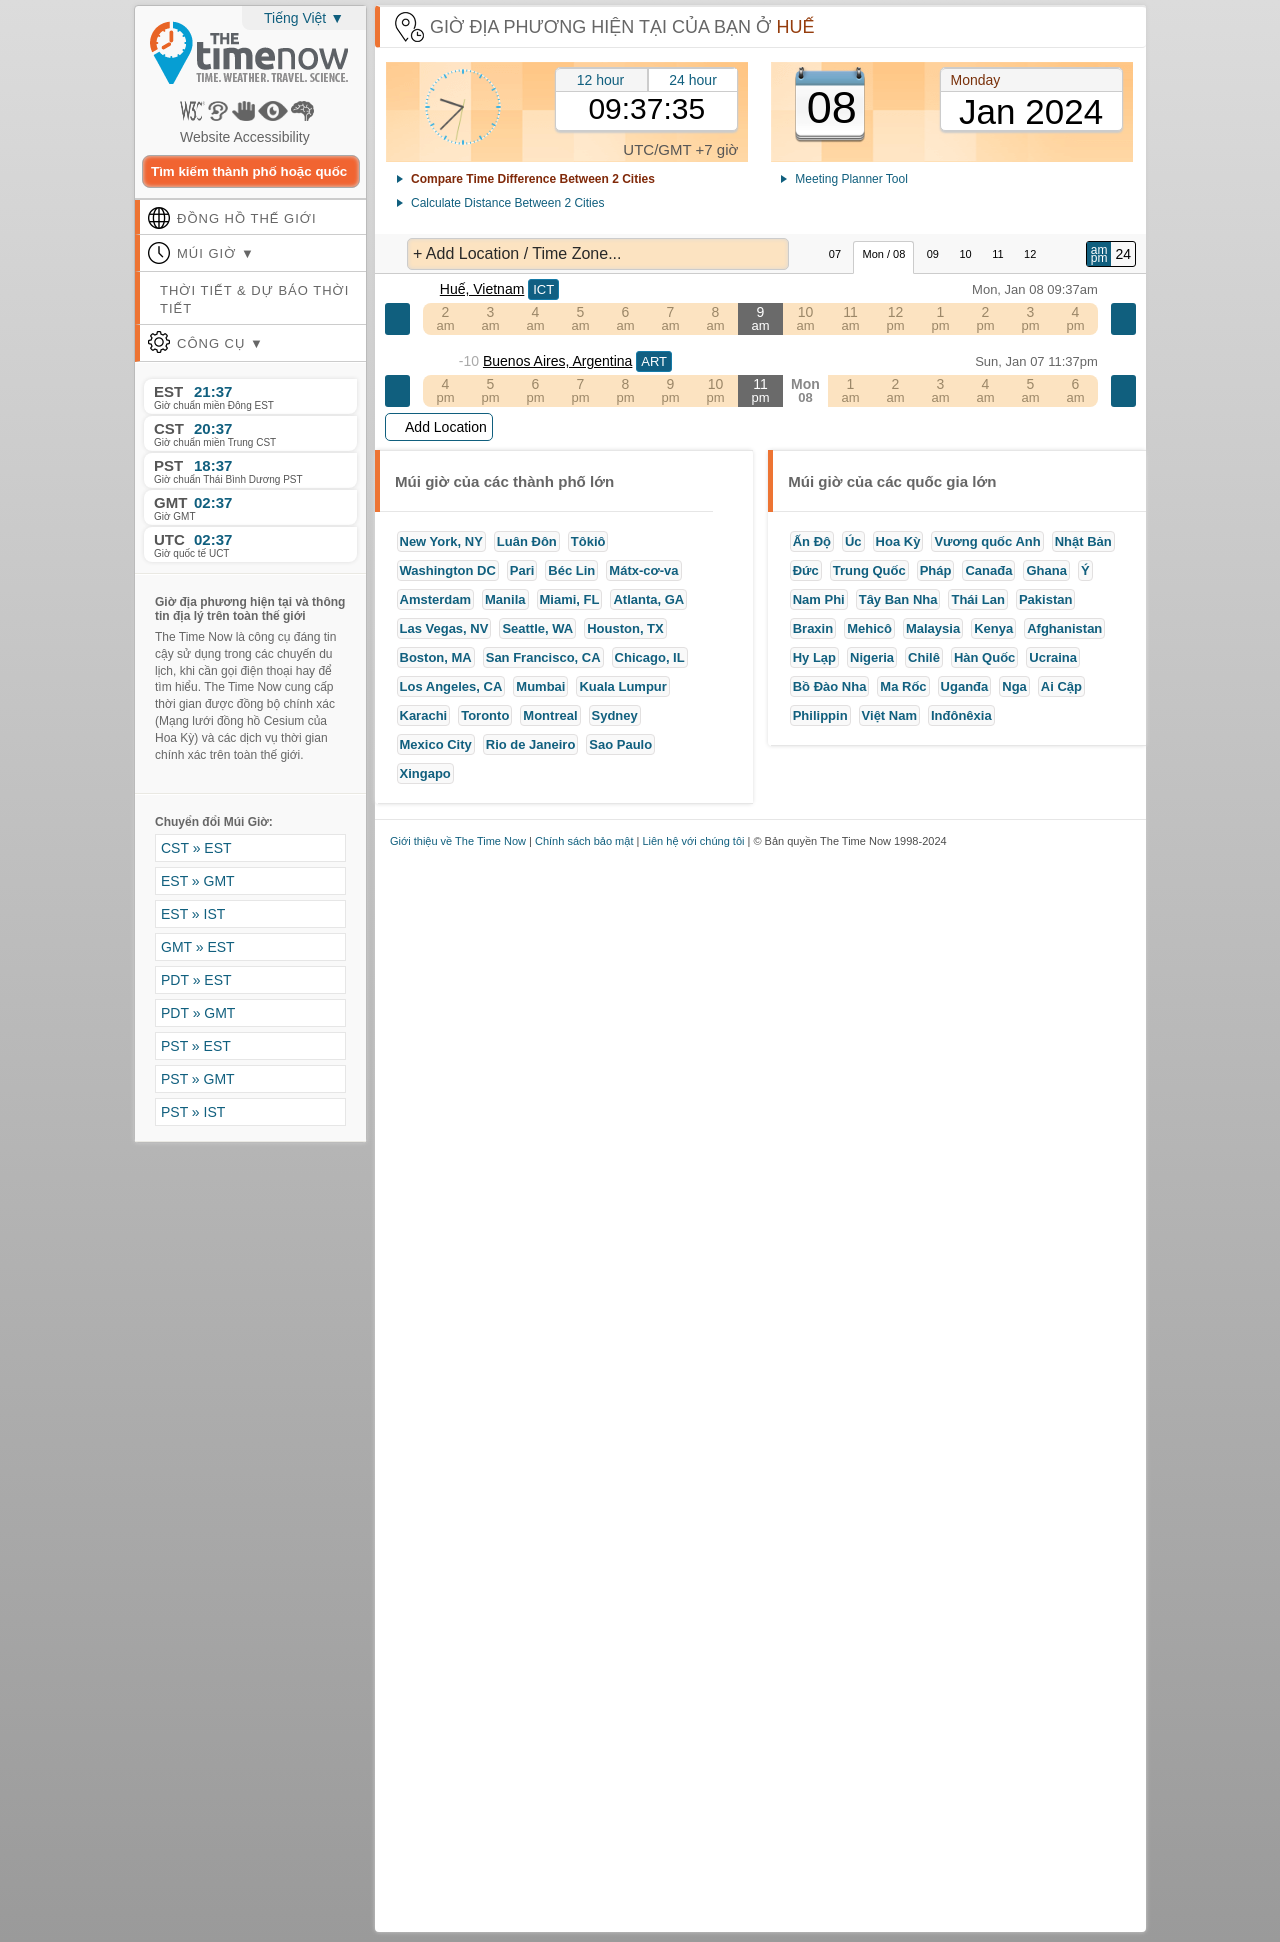 Tiếng Việt ▼
THE
timenow
TIME. WEATHER. TRAVEL. SCIENCE.
W3C
Website Accessibility
Tìm kiếm thành phố hoặc quốc
ĐỒNG HỒ THẾ GIỚI
MÚI GIỜ ▼
THỜI TIẾT & DỰ BÁO THỜI
TIẾT
CÔNG CỤ ▼
EST 21:37
Giờ chuẩn miền Đông EST
CST 20:37
Giờ chuẩn miền Trung CST
PST 18:37
Giờ chuẩn Thái Bình Dương PST
GMT 02:37
Giờ GMT
UTC 02:37
Giờ quốc tế UCT
Giờ địa phương hiện tại và thông
tin địa lý trên toàn thế giới
The Time Now là công cụ đáng tin
cậy sử dụng trong các chuyến du
lịch, khi cần gọi điện thoại hay để
tìm hiểu. The Time Now cung cấp
thời gian được đồng bộ chính xác
(Mạng lưới đồng hồ Cesium của
Hoa Kỳ) và các dịch vụ thời gian
chính xác trên toàn thế giới.
Chuyển đổi Múi Giờ:
CST » EST
EST » GMT
EST » IST
GMT » EST
PDT » EST
PDT » GMT
PST » EST
PST » GMT
PST » IST
GIỜ ĐỊA PHƯƠNG HIỆN TẠI CỦA BẠN Ở HUẾ
12 hour 24 hour
09:37:35
UTC/GMT +7 giờ
08
Monday
Jan 2024
Compare Time Difference Between 2 Cities
Calculate Distance Between 2 Cities
Meeting Planner Tool
+ Add Location / Time Zone...
07 Mon / 08 09 10 11 12
am
pm 24
Huế, Vietnam ICT Mon, Jan 08 09:37am
2 3 4 5 6 7 8 9 10 11 12 1 2 3 4
am am am am am am am am am am pm pm pm pm pm
-10 Buenos Aires, Argentina ART Sun, Jan 07 11:37pm
4 5 6 7 8 9 10 11 Mon 1 2 3 4 5 6
pm pm pm pm pm pm pm pm 08 am am am am am am
Add Location
Múi giờ của các thành phố lớn
New York, NY Luân Đôn Tôkiô
Washington DC Pari Béc Lin Mátx-cơ-va
Amsterdam Manila Miami, FL Atlanta, GA
Las Vegas, NV Seattle, WA Houston, TX
Boston, MA San Francisco, CA Chicago, IL
Los Angeles, CA Mumbai Kuala Lumpur
Karachi Toronto Montreal Sydney
Mexico City Rio de Janeiro Sao Paulo
Xingapo
Múi giờ của các quốc gia lớn
Ấn Độ Úc Hoa Kỳ Vương quốc Anh Nhật Bản
Đức Trung Quốc Pháp Canađa Ghana Ý
Nam Phi Tây Ban Nha Thái Lan Pakistan
Braxin Mehicô Malaysia Kenya Afghanistan
Hy Lạp Nigeria Chilê Hàn Quốc Ucraina
Bồ Đào Nha Ma Rốc Uganđa Nga Ai Cập
Philippin Việt Nam Inđônêxia
Giới thiệu về The Time Now | Chính sách bảo mật | Liên hệ với chúng tôi | © Bản quyền The Time Now 1998-2024